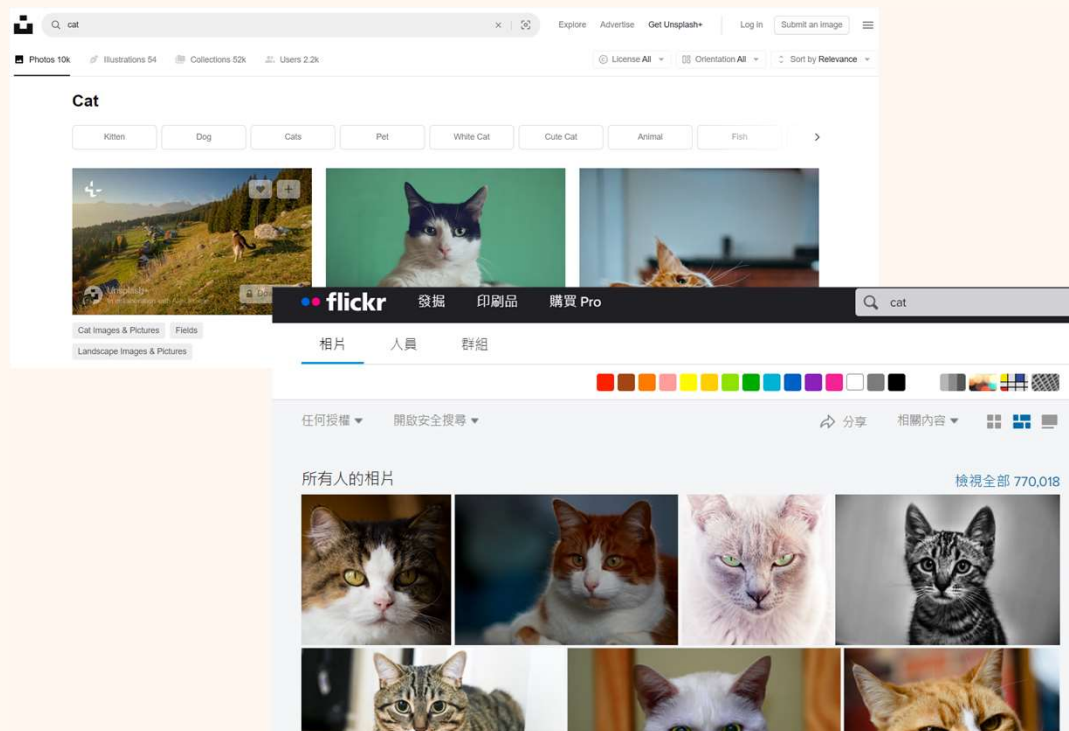 cat
Explore Advertise Get Unsplash+ Log in Submit an image
Photos 10k Illustrations 54 Collections 52k Users 2.2k License All Orientation All Sort by Relevance
Cat
Kitten Dog Cats Pet White Cat Cute Cat Animal Fish
Unsplash+
Cat Images & Pictures Fields
Landscape Images & Pictures
flickr 發掘 印刷品 購買 Pro cat
相片 人員 群組
任何授權 開啟安全搜尋 分享 相關內容
所有人的相片 檢視全部 770,018